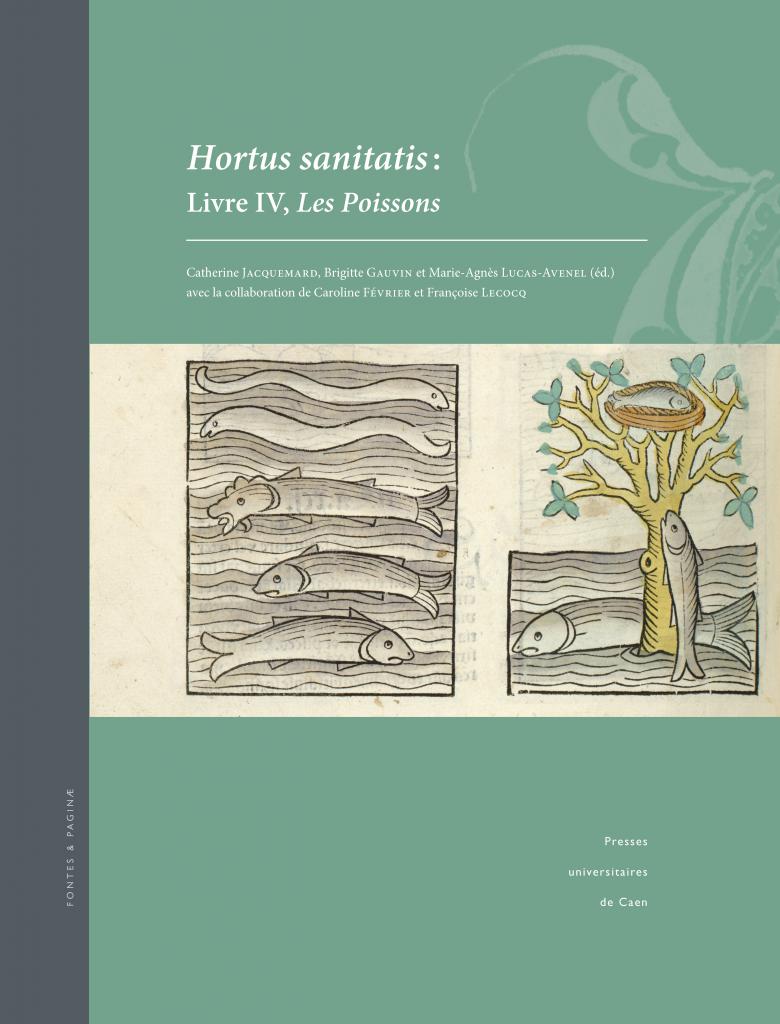 Hortus sanitatis :
Livre IV, Les Poissons
Catherine Jacquemard, Brigitte Gauvin et Marie-Agnès Lucas-Avenel (éd.)
avec la collaboration de Caroline Février et Françoise Lecocq
FONTES & PAGINÆ
Presses
universitaires
de Caen